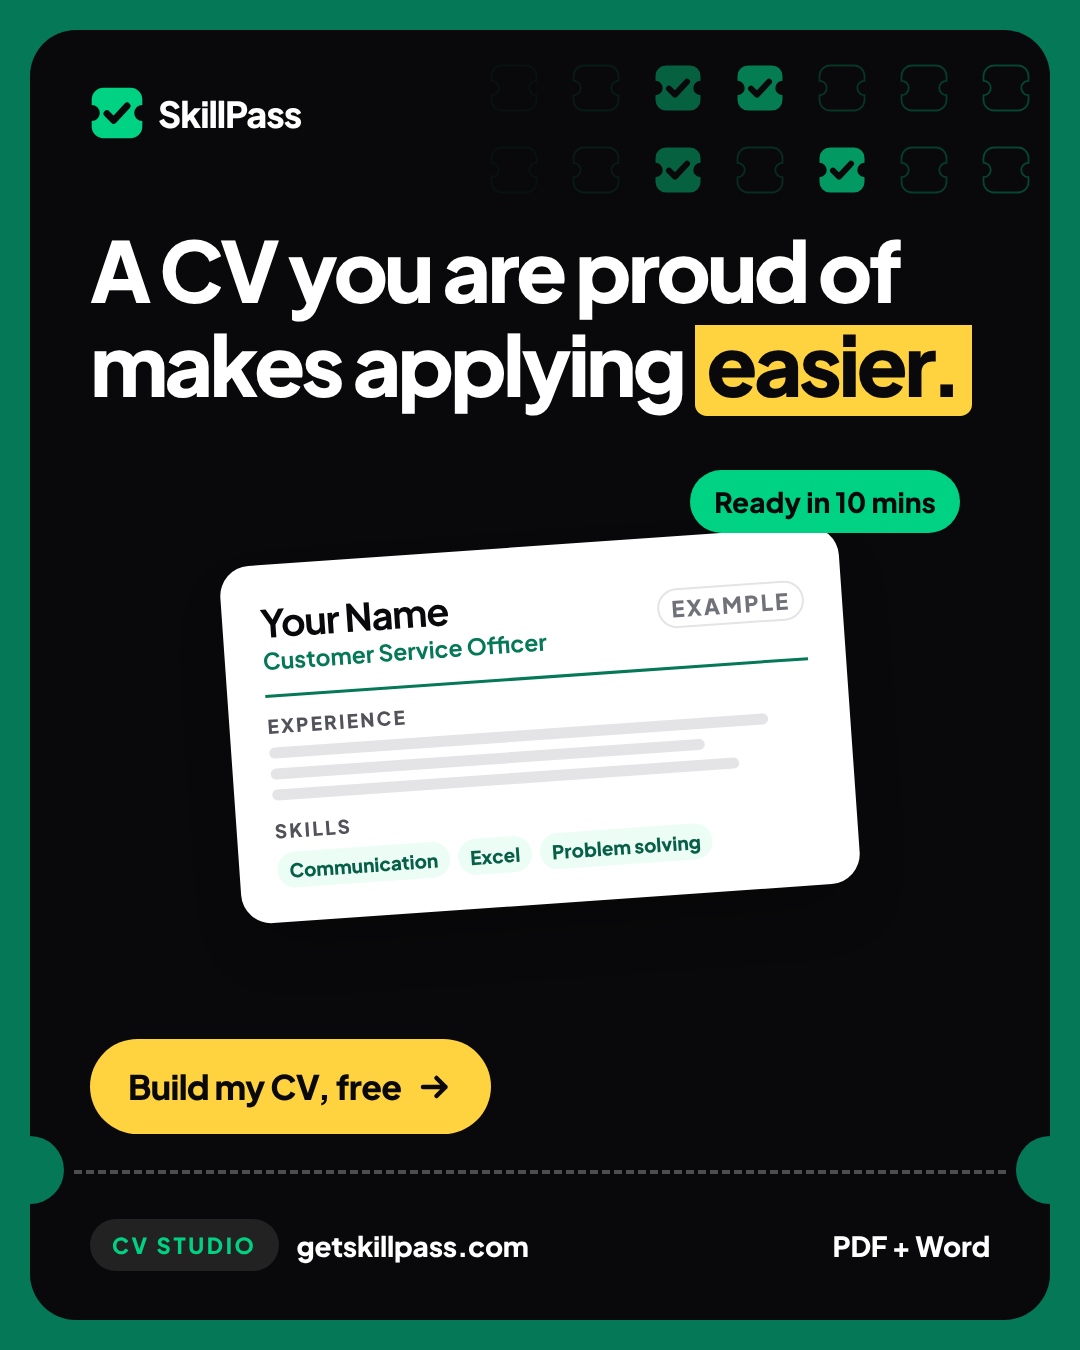 SkillPass
A CV you are proud of
makes applying easier.
Ready in 10 mins
Your Name
EXAMPLE
Customer Service Officer
EXPERIENCE
SKILLS
Communication Excel Problem solving
Build my CV, free →
CV STUDIO getskillpass.com PDF + Word